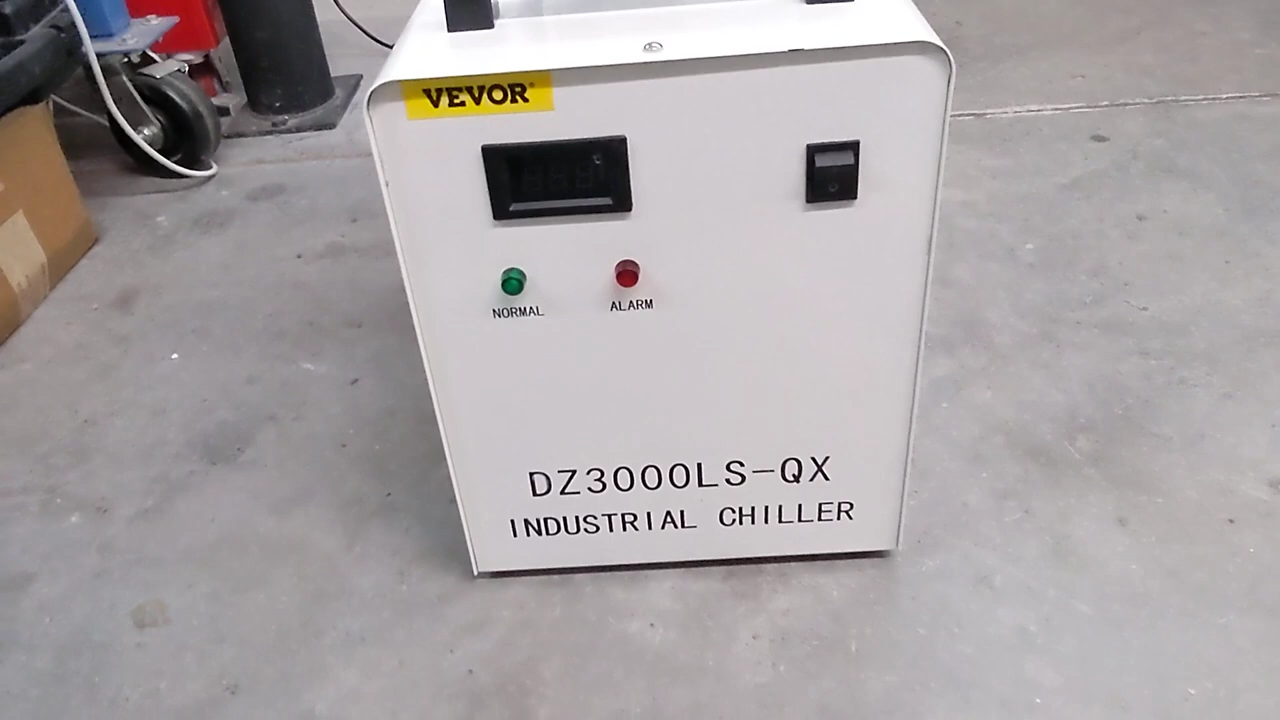 VEVOR®
NORMAL
ALARM
DZ3000LS-QX
INDUSTRIAL CHILLER